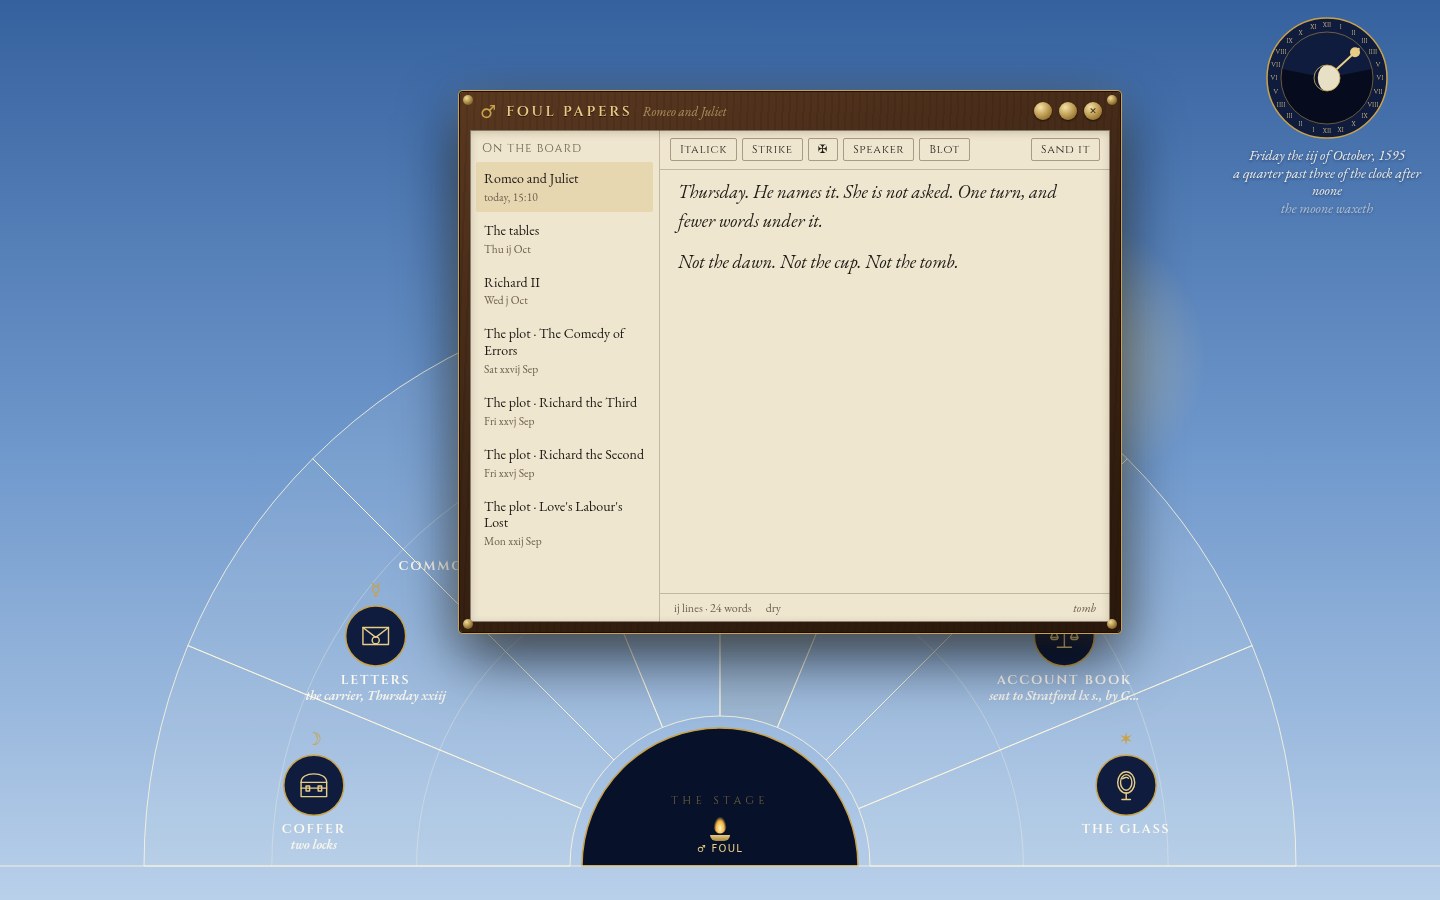 FOUL PAPERS Romeo and Juliet
ON THE BOARD
Romeo and Juliet
today, 15:10
The tables
Thu ij Oct
Richard II
Wed j Oct
The plot · The Comedy of
Errors
Sat xxvij Sep
The plot · Richard the Third
Fri xxvj Sep
The plot · Richard the Second
Fri xxvj Sep
The plot · Love's Labour's
Lost
Mon xxij Sep
ITALICK STRIKE ✠ SPEAKER BLOT SAND IT
Thursday. He names it. She is not asked. One turn, and
fewer words under it.
Not the dawn. Not the cup. Not the tomb.
ij lines · 24 words dry tomb
Friday the iij of October, 1595
a quarter past three of the clock after
noone
the moone waxeth
COMMO
LETTERS
the carrier, Thursday xxiij
COFFER
two locks
THE STAGE
♂ FOUL
ACCOUNT BOOK
sent to Stratford lx s., by G...
THE GLASS